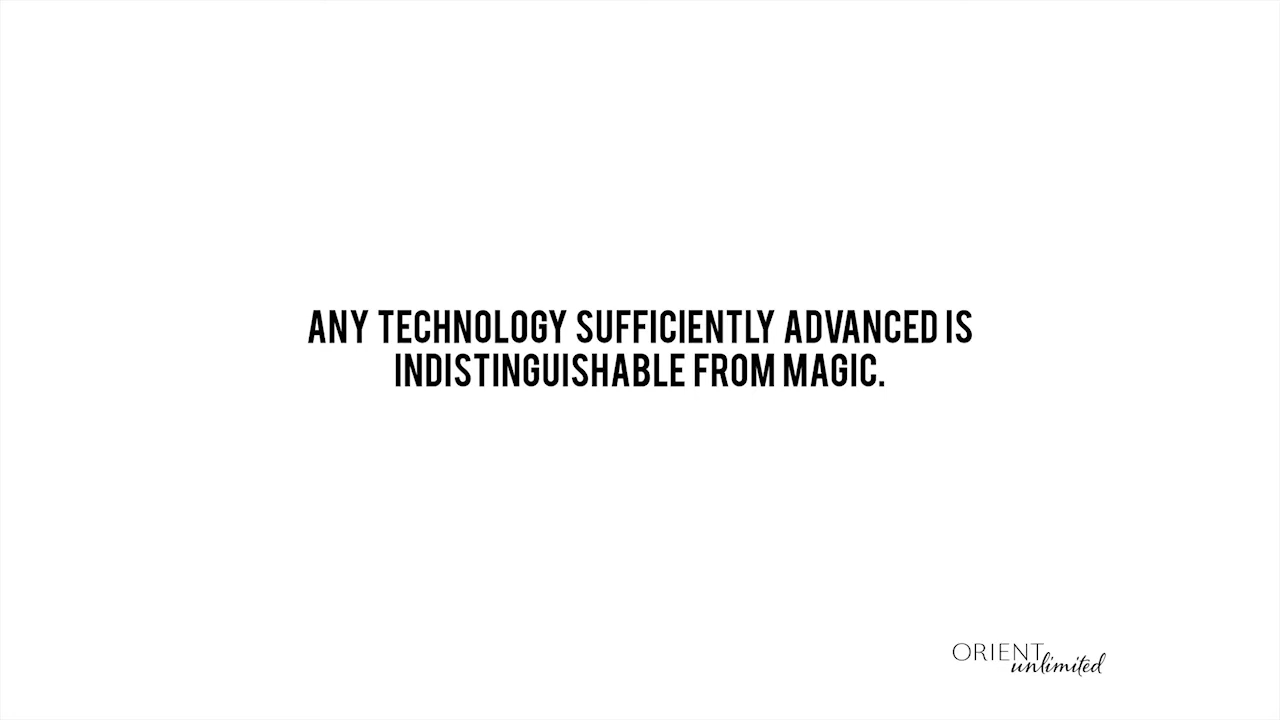 ANY TECHNOLOGY SUFFICIENTLY ADVANCED IS
INDISTINGUISHABLE FROM MAGIC.
ORIENT
unlimited